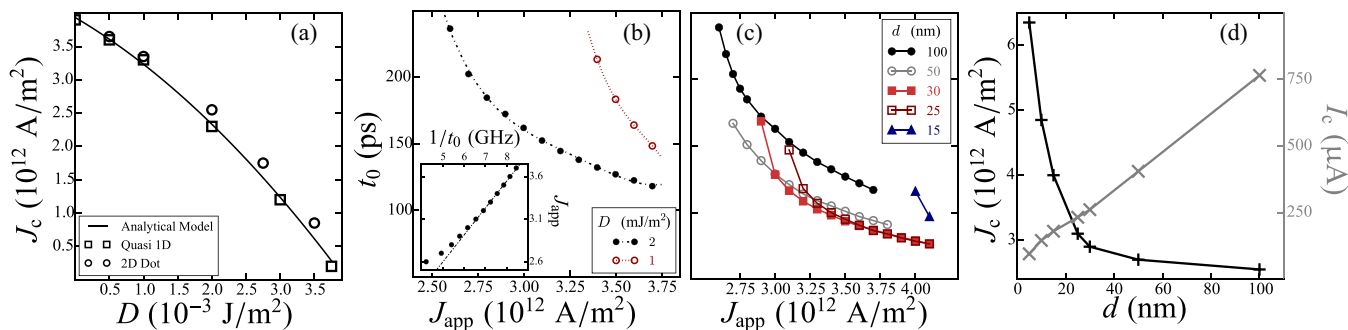 (a)
3.5
3.0
2.5
2.0
1.5
1.0
0.5
J_c (10^12 A/m^2)
Analytical Model
Quasi 1D
2D Dot
0.5 1.0 1.5 2.0 2.5 3.0 3.5
D (10^−3 J/m^2)
(b)
200
150
100
t_0 (ps)
1/t_0 (GHz)
5 6 7 8
3.6
3.1
2.6
J_app
D (mJ/m^2)
2
1
2.50 2.75 3.00 3.25 3.50 3.75
J_app (10^12 A/m^2)
(c)
d (nm)
100
50
30
25
15
2.75 3.00 3.25 3.50 3.75 4.00
J_app (10^12 A/m^2)
(d)
6
5
4
3
J_c (10^12 A/m^2)
750
500
250
I_c (μA)
0 20 40 60 80 100
d (nm)